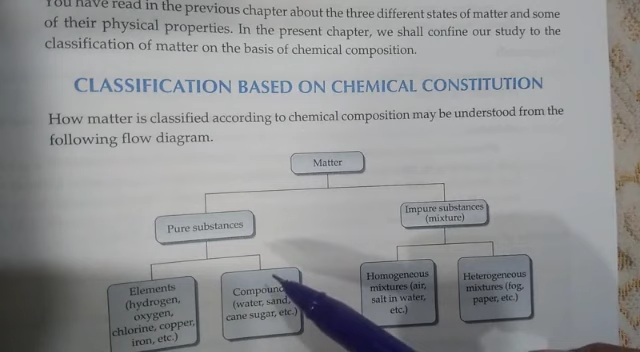 You have read in the previous chapter about the three different states of matter and some
of their physical properties. In the present chapter, we shall confine our study to the
classification of matter on the basis of chemical composition.
CLASSIFICATION BASED ON CHEMICAL CONSTITUTION
How matter is classified according to chemical composition may be understood from the
following flow diagram.
Matter
Pure substances
Impure substances
(mixture)
Elements
(hydrogen,
oxygen,
chlorine, copper,
iron, etc.)
Compound
(water, sand,
cane sugar, etc.)
Homogeneous
mixtures (air,
salt in water,
etc.)
Heterogeneous
mixtures (fog,
paper, etc.)